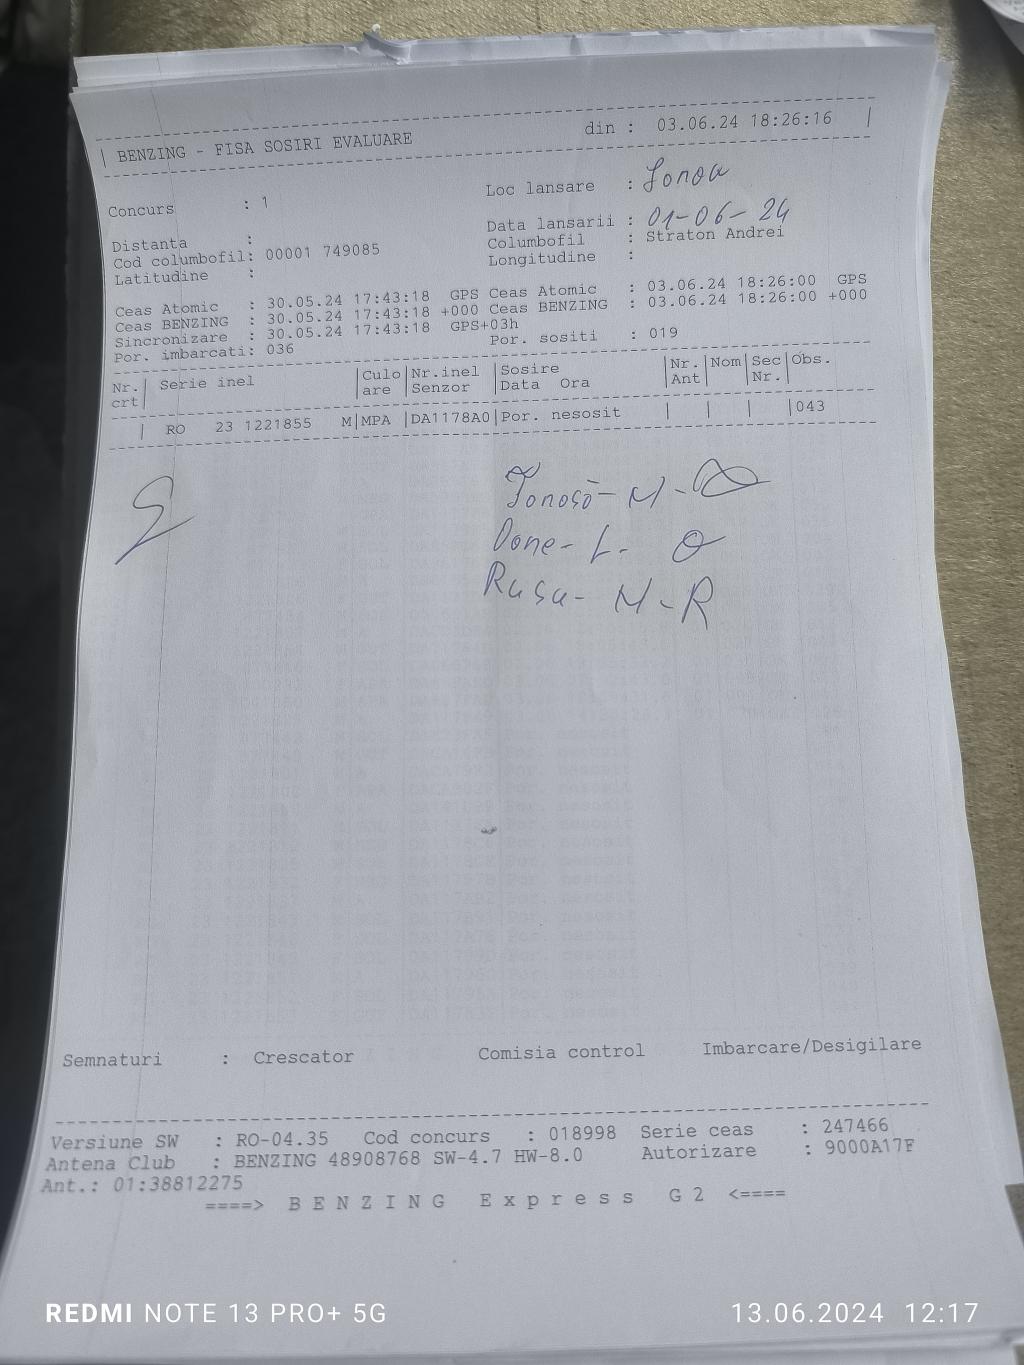 | BENZING - FISA SOSIRI EVALUARE din : 03.06.24 18:26:16 |
Concurs : 1 Loc lansare :
Distanta : Data lansarii : 01-06-24
Cod columbofil: 00001 749085 Columbofil : Straton Andrei
Latitudine : Longitudine :
Ceas Atomic : 30.05.24 17:43:18 GPS Ceas Atomic : 03.06.24 18:26:00 GPS
Ceas BENZING : 30.05.24 17:43:18 +000 Ceas BENZING : 03.06.24 18:26:00 +000
Sincronizare : 30.05.24 17:43:18 GPS+03h
Por. imbarcati: 036 Por. sositi : 019
Nr.| Serie inel |Culo|Nr.inel |Sosire |Nr.|Nom|Sec|Obs.
crt| |are |Senzor |Data Ora |Ant| |Nr.|
| RO 23 1221855 M|MPA |DA1178A0|Por. nesosit | | | |043
M -
Done - L -
Rusu - M - R
Semnaturi : Crescator Comisia control Imbarcare/Desigilare
Versiune SW : RO-04.35 Cod concurs : 018998 Serie ceas : 247466
Antena Club : BENZING 48908768 SW-4.7 HW-8.0 Autorizare : 9000A17F
Ant.: 01:38812275
====> B E N Z I N G E x p r e s s G 2 <====
REDMI NOTE 13 PRO+ 5G 13.06.2024 12:17